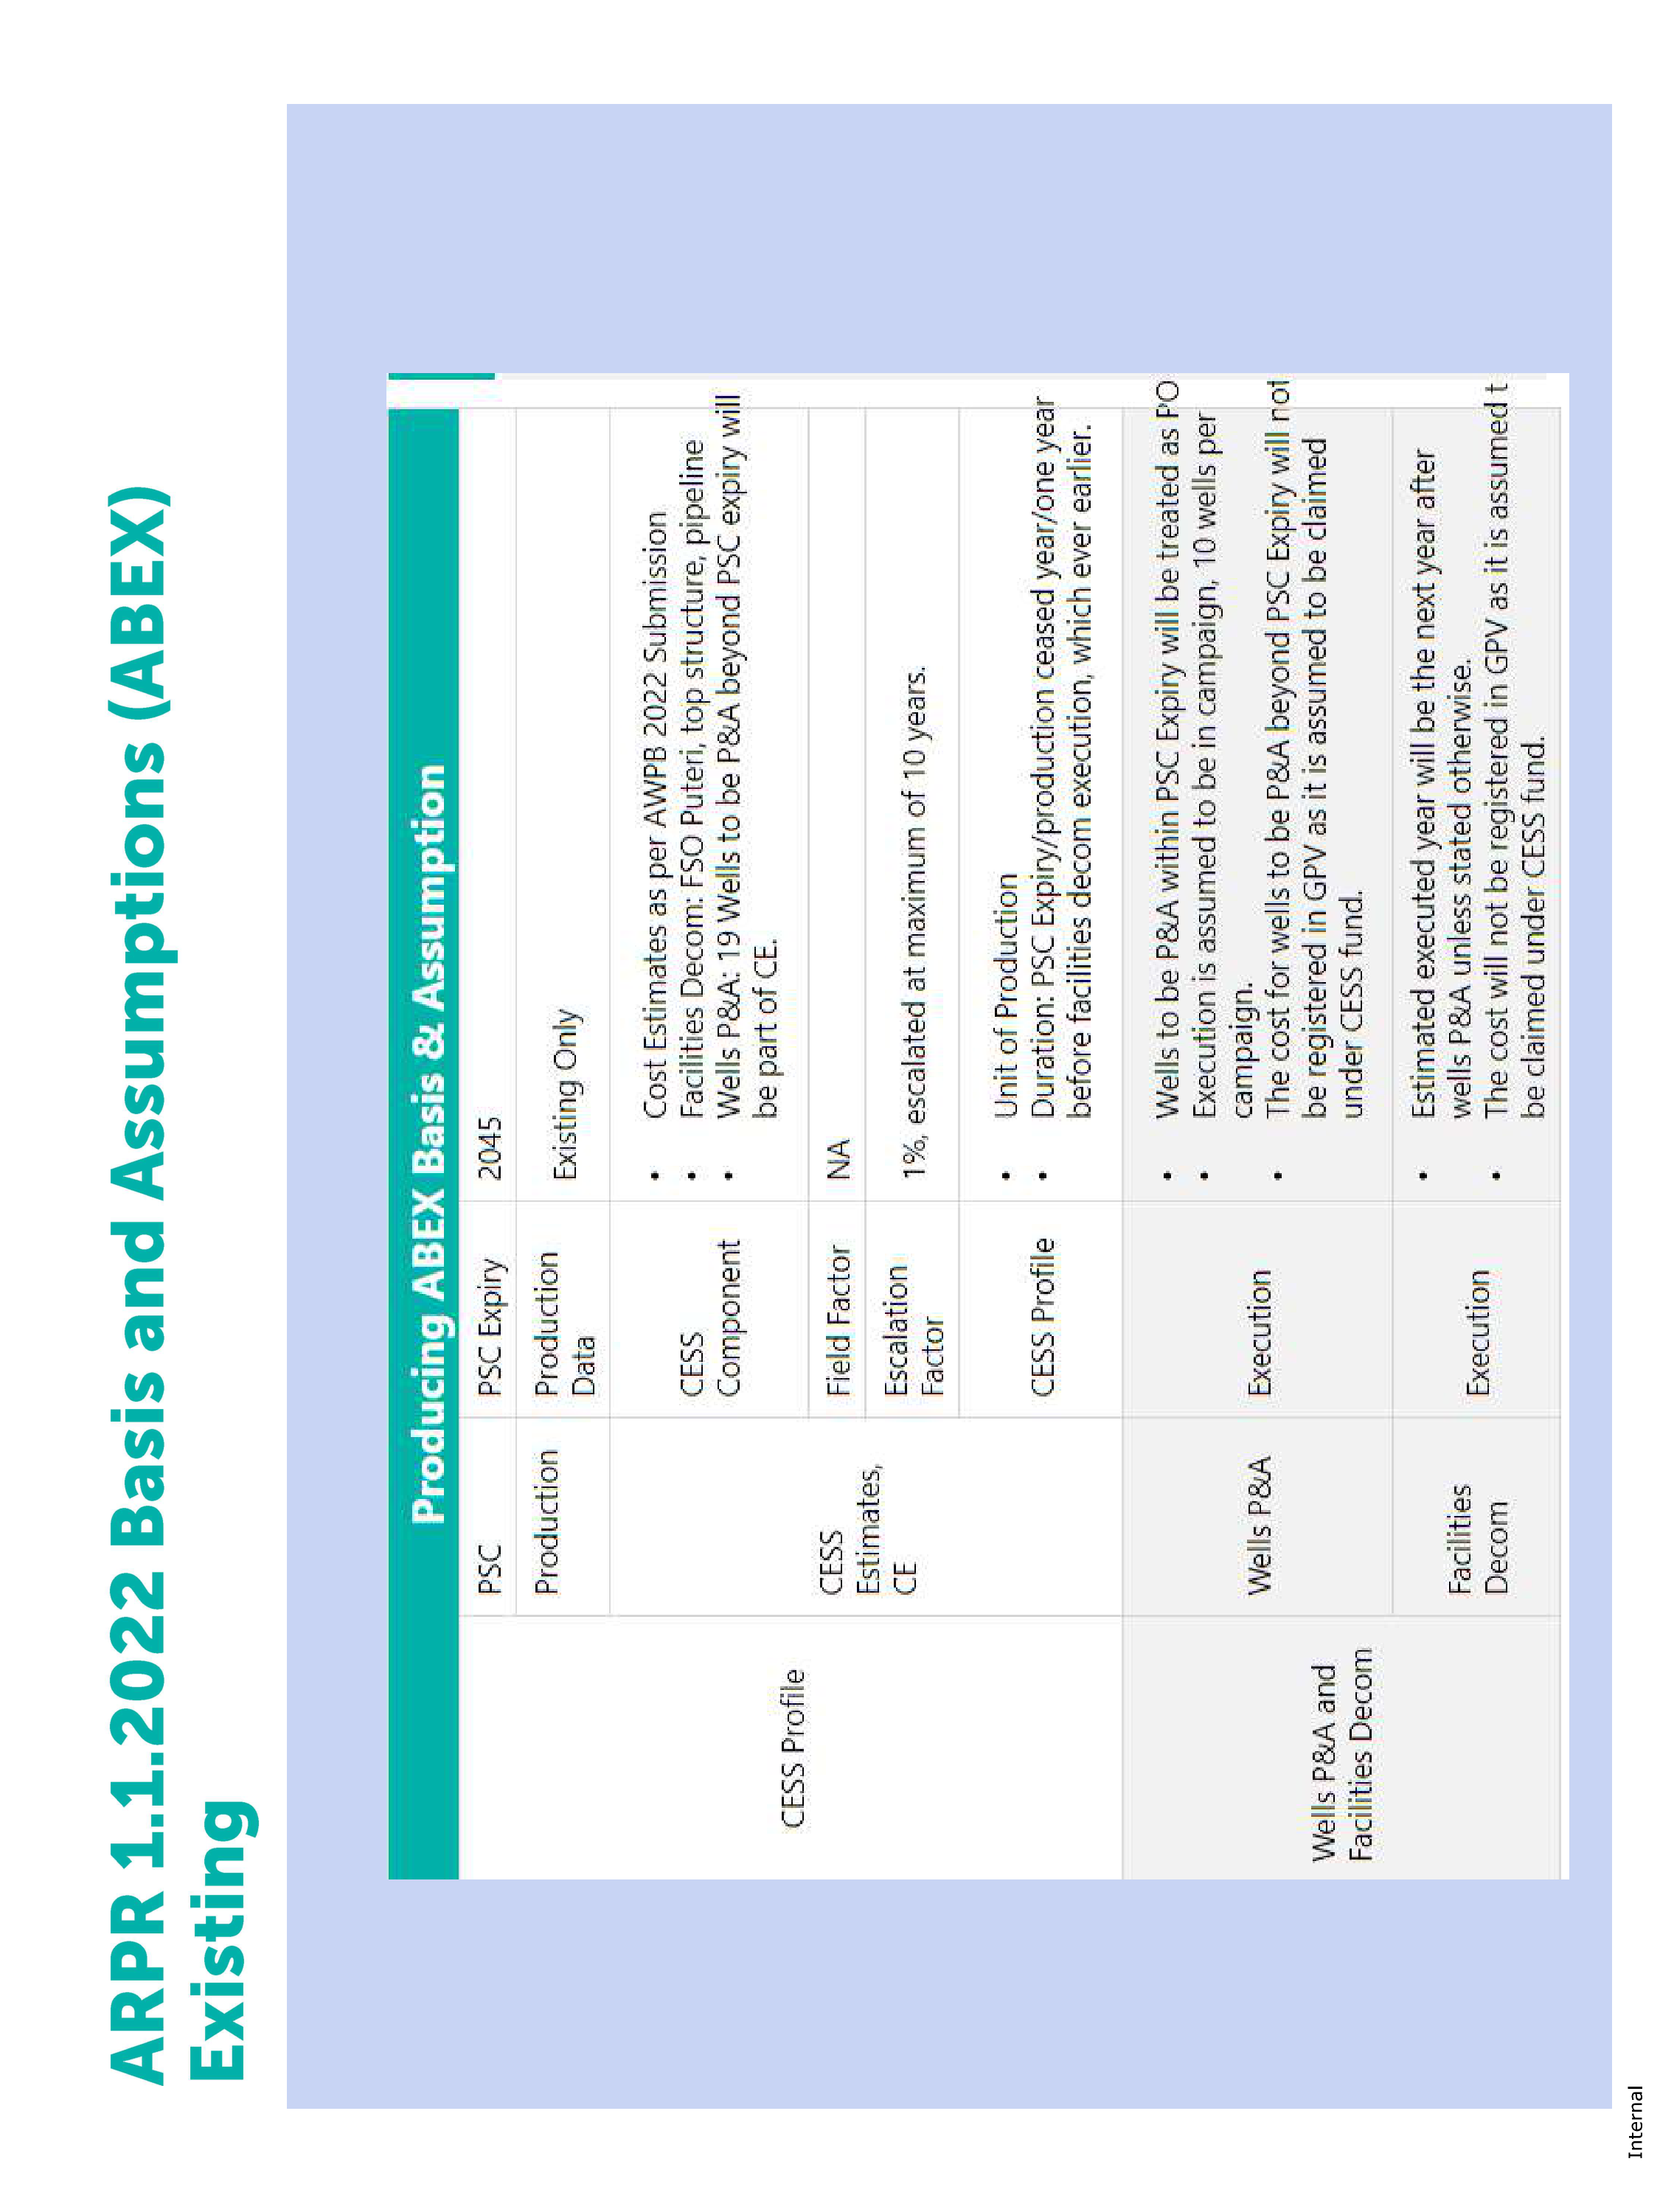 ARPR 1.1.2022 Basis and Assumptions (ABEX)
Existing
Producing ABEX Basis & Assumption
CESS Profile
PSC
PSC Expiry
2045
Production
Production
Data
Existing Only
CESS
Estimates,
CE
CESS
Component
• Cost Estimates as per AWPB 2022 Submission
• Facilities Decom: FSO Puteri, top structure, pipeline
• Wells P&A: 19 Wells to be P&A beyond PSC expiry will
be part of CE.
Field Factor
NA
Escalation
Factor
1%, escalated at maximum of 10 years.
CESS Profile
• Unit of Production
• Duration: PSC Expiry/production ceased year/one year
before facilities decom execution, which ever earlier.
Wells P&A and
Facilities Decom
Wells P&A
Execution
• Wells to be P&A within PSC Expiry will be treated as PO
• Execution is assumed to be in campaign, 10 wells per
campaign.
• The cost for wells to be P&A beyond PSC Expiry will not
be registered in GPV as it is assumed to be claimed
under CESS fund.
Facilities
Decom
Execution
• Estimated executed year will be the next year after
wells P&A unless stated otherwise.
• The cost will not be registered in GPV as it is assumed t
be claimed under CESS fund.
Internal